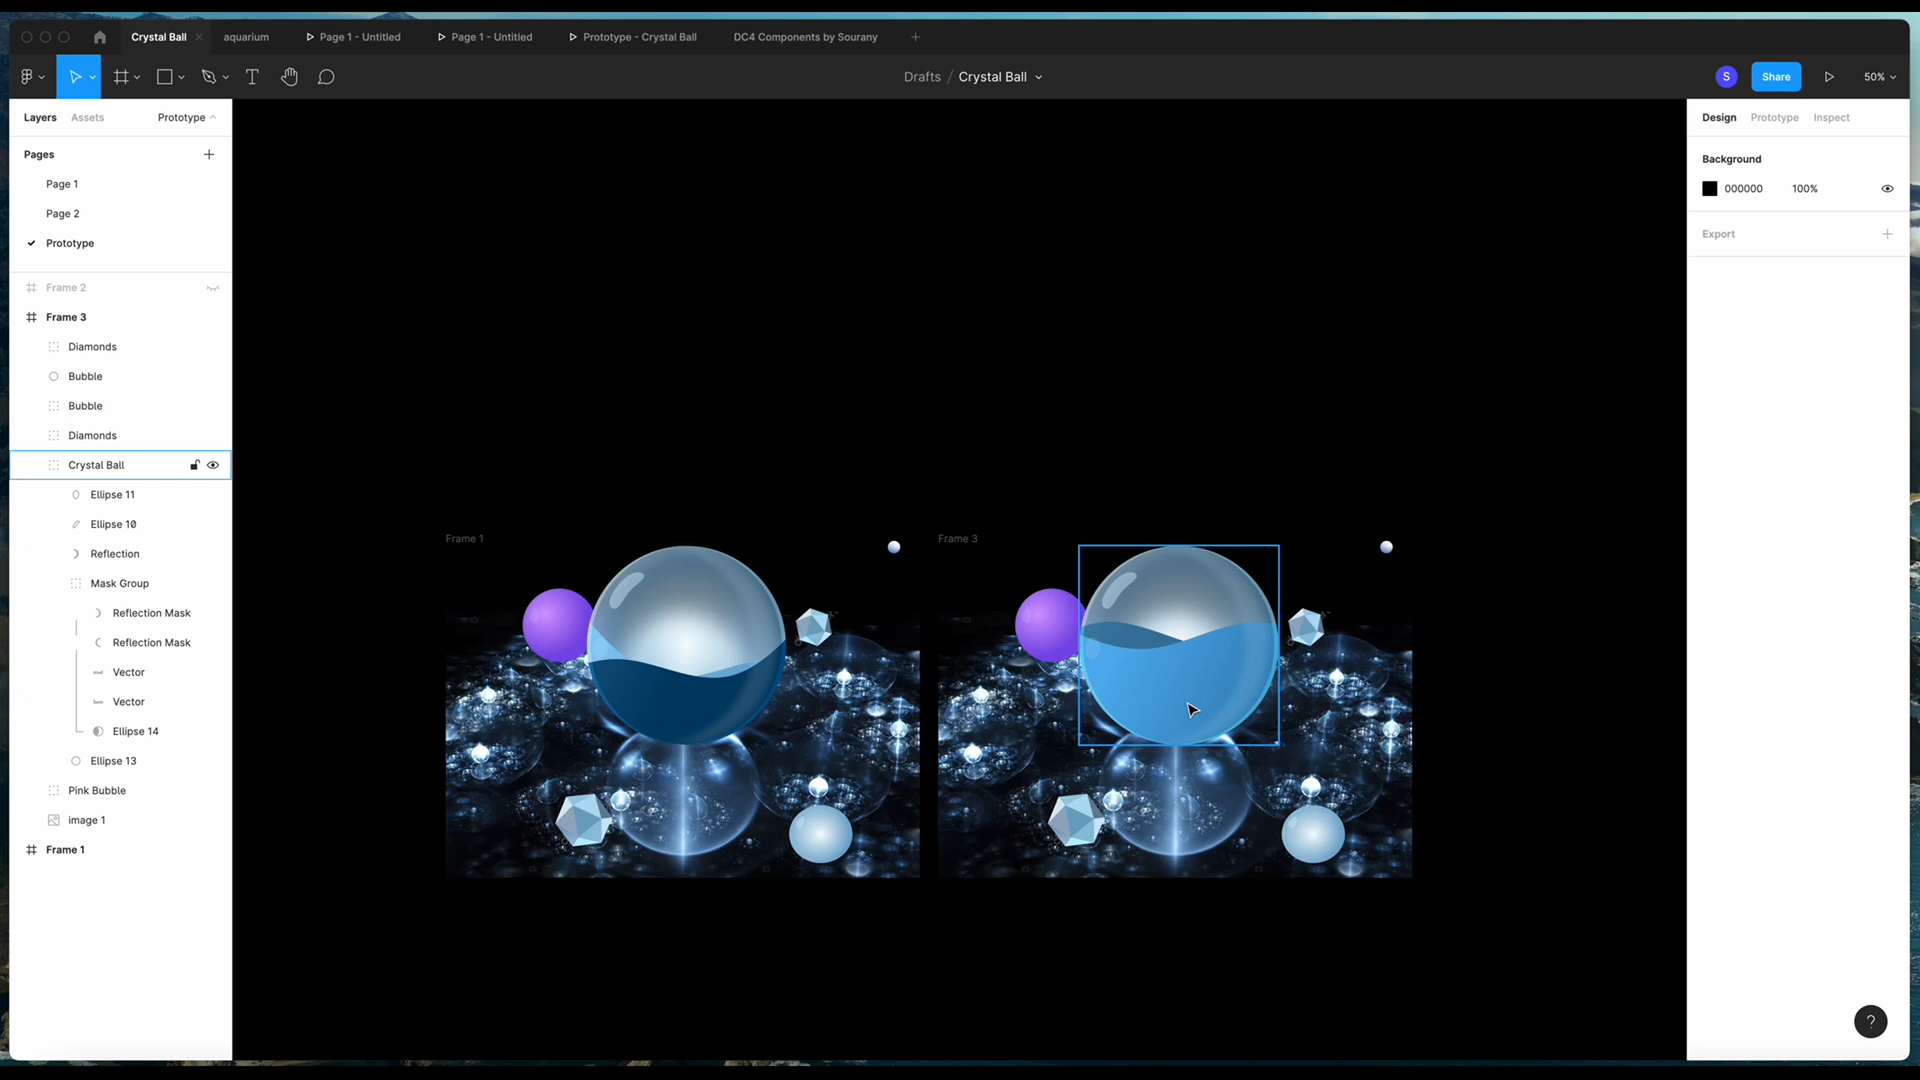 Crystal Ball
aquarium
Page 1 - Untitled
Page 1 - Untitled
Prototype - Crystal Ball
DC4 Components by Sourany
Drafts / Crystal Ball
S
Share
50%
Layers
Assets
Prototype
Pages
Page 1
Page 2
Prototype
Frame 2
Frame 3
Diamonds
Bubble
Bubble
Diamonds
Crystal Ball
Ellipse 11
Ellipse 10
Reflection
Mask Group
Reflection Mask
Reflection Mask
Vector
Vector
Ellipse 14
Ellipse 13
Pink Bubble
image 1
Frame 1
Frame 1
Frame 3
Design
Prototype
Inspect
Background
000000
100%
Export
?